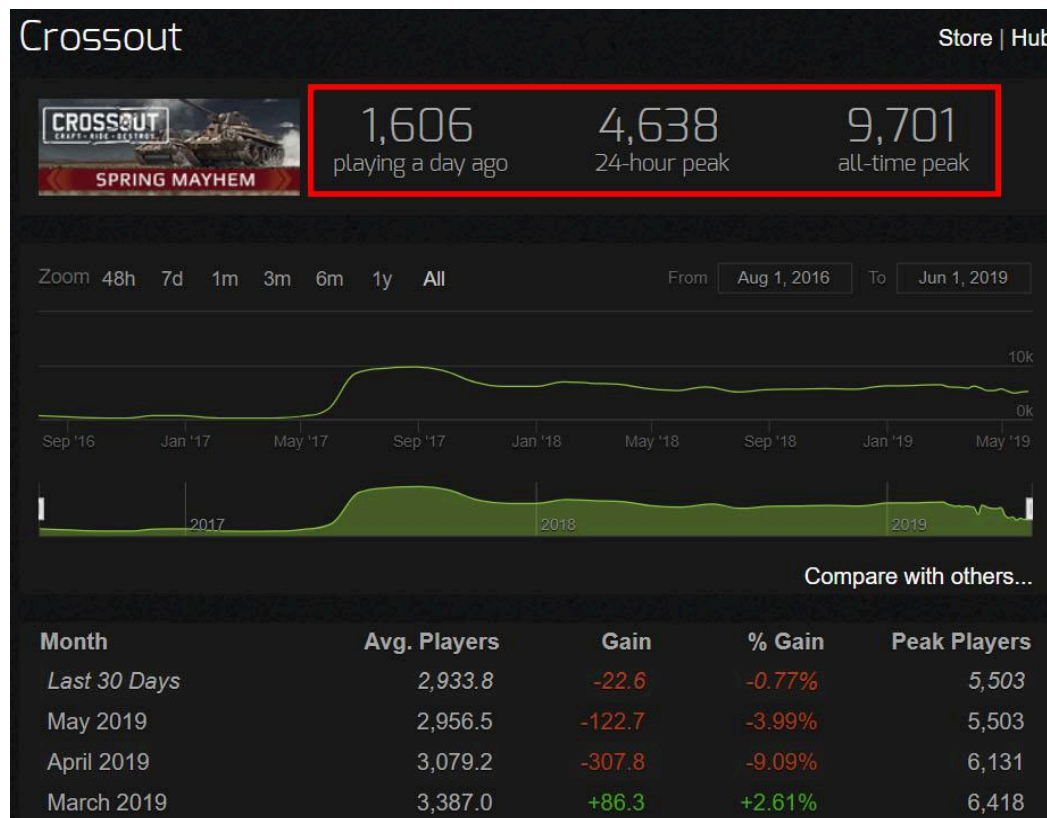 Crossout
Store | Hub
CROSSOUT
CRAFT · RIDE · DESTROY
SPRING MAYHEM
1,606 4,638 9,701
playing a day ago 24-hour peak all-time peak
Zoom 48h 7d 1m 3m 6m 1y All From Aug 1, 2016 To Jun 1, 2019
10k
0k
Sep '16 Jan '17 May '17 Sep '17 Jan '18 May '18 Sep '18 Jan '19 May '19
2017 2018 2019
Compare with others...
Month Avg. Players Gain % Gain Peak Players
Last 30 Days 2,933.8 -22.6 -0.77% 5,503
May 2019 2,956.5 -122.7 -3.99% 5,503
April 2019 3,079.2 -307.8 -9.09% 6,131
March 2019 3,387.0 +86.3 +2.61% 6,418